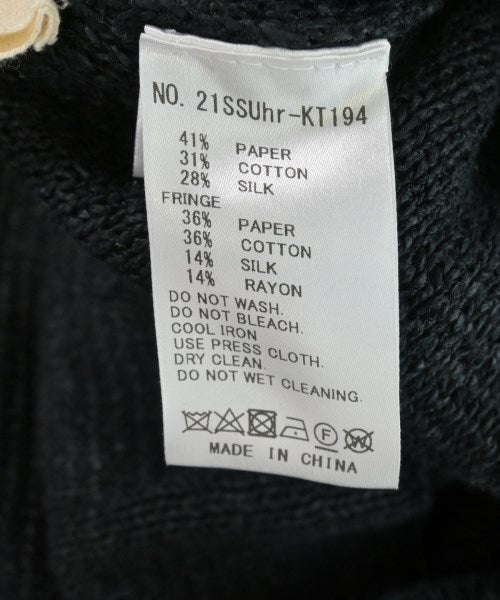 NO. 21SSUhr-KT194
41% PAPER
31% COTTON
28% SILK
FRINGE
36% PAPER
36% COTTON
14% SILK
14% RAYON
DO NOT WASH.
DO NOT BLEACH.
COOL IRON
USE PRESS CLOTH.
DRY CLEAN.
DO NOT WET CLEANING.
F W
MADE IN CHINA